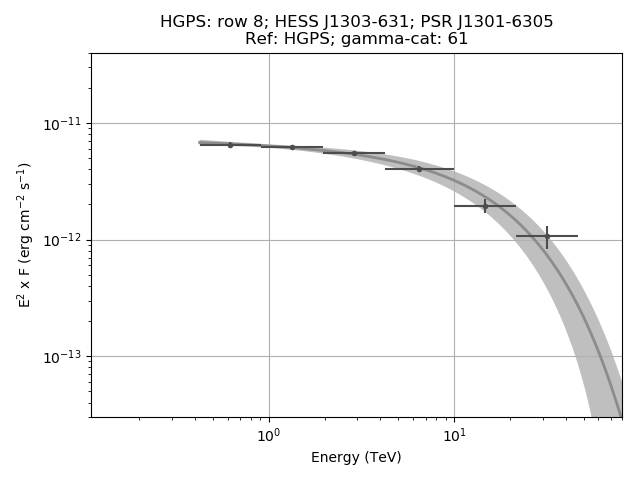 HGPS: row 8; HESS J1303-631; PSR J1301-6305
Ref: HGPS; gamma-cat: 61
E² x F (erg cm⁻² s⁻¹)
10⁻¹¹
10⁻¹²
10⁻¹³
10⁰ 10¹
Energy (TeV)